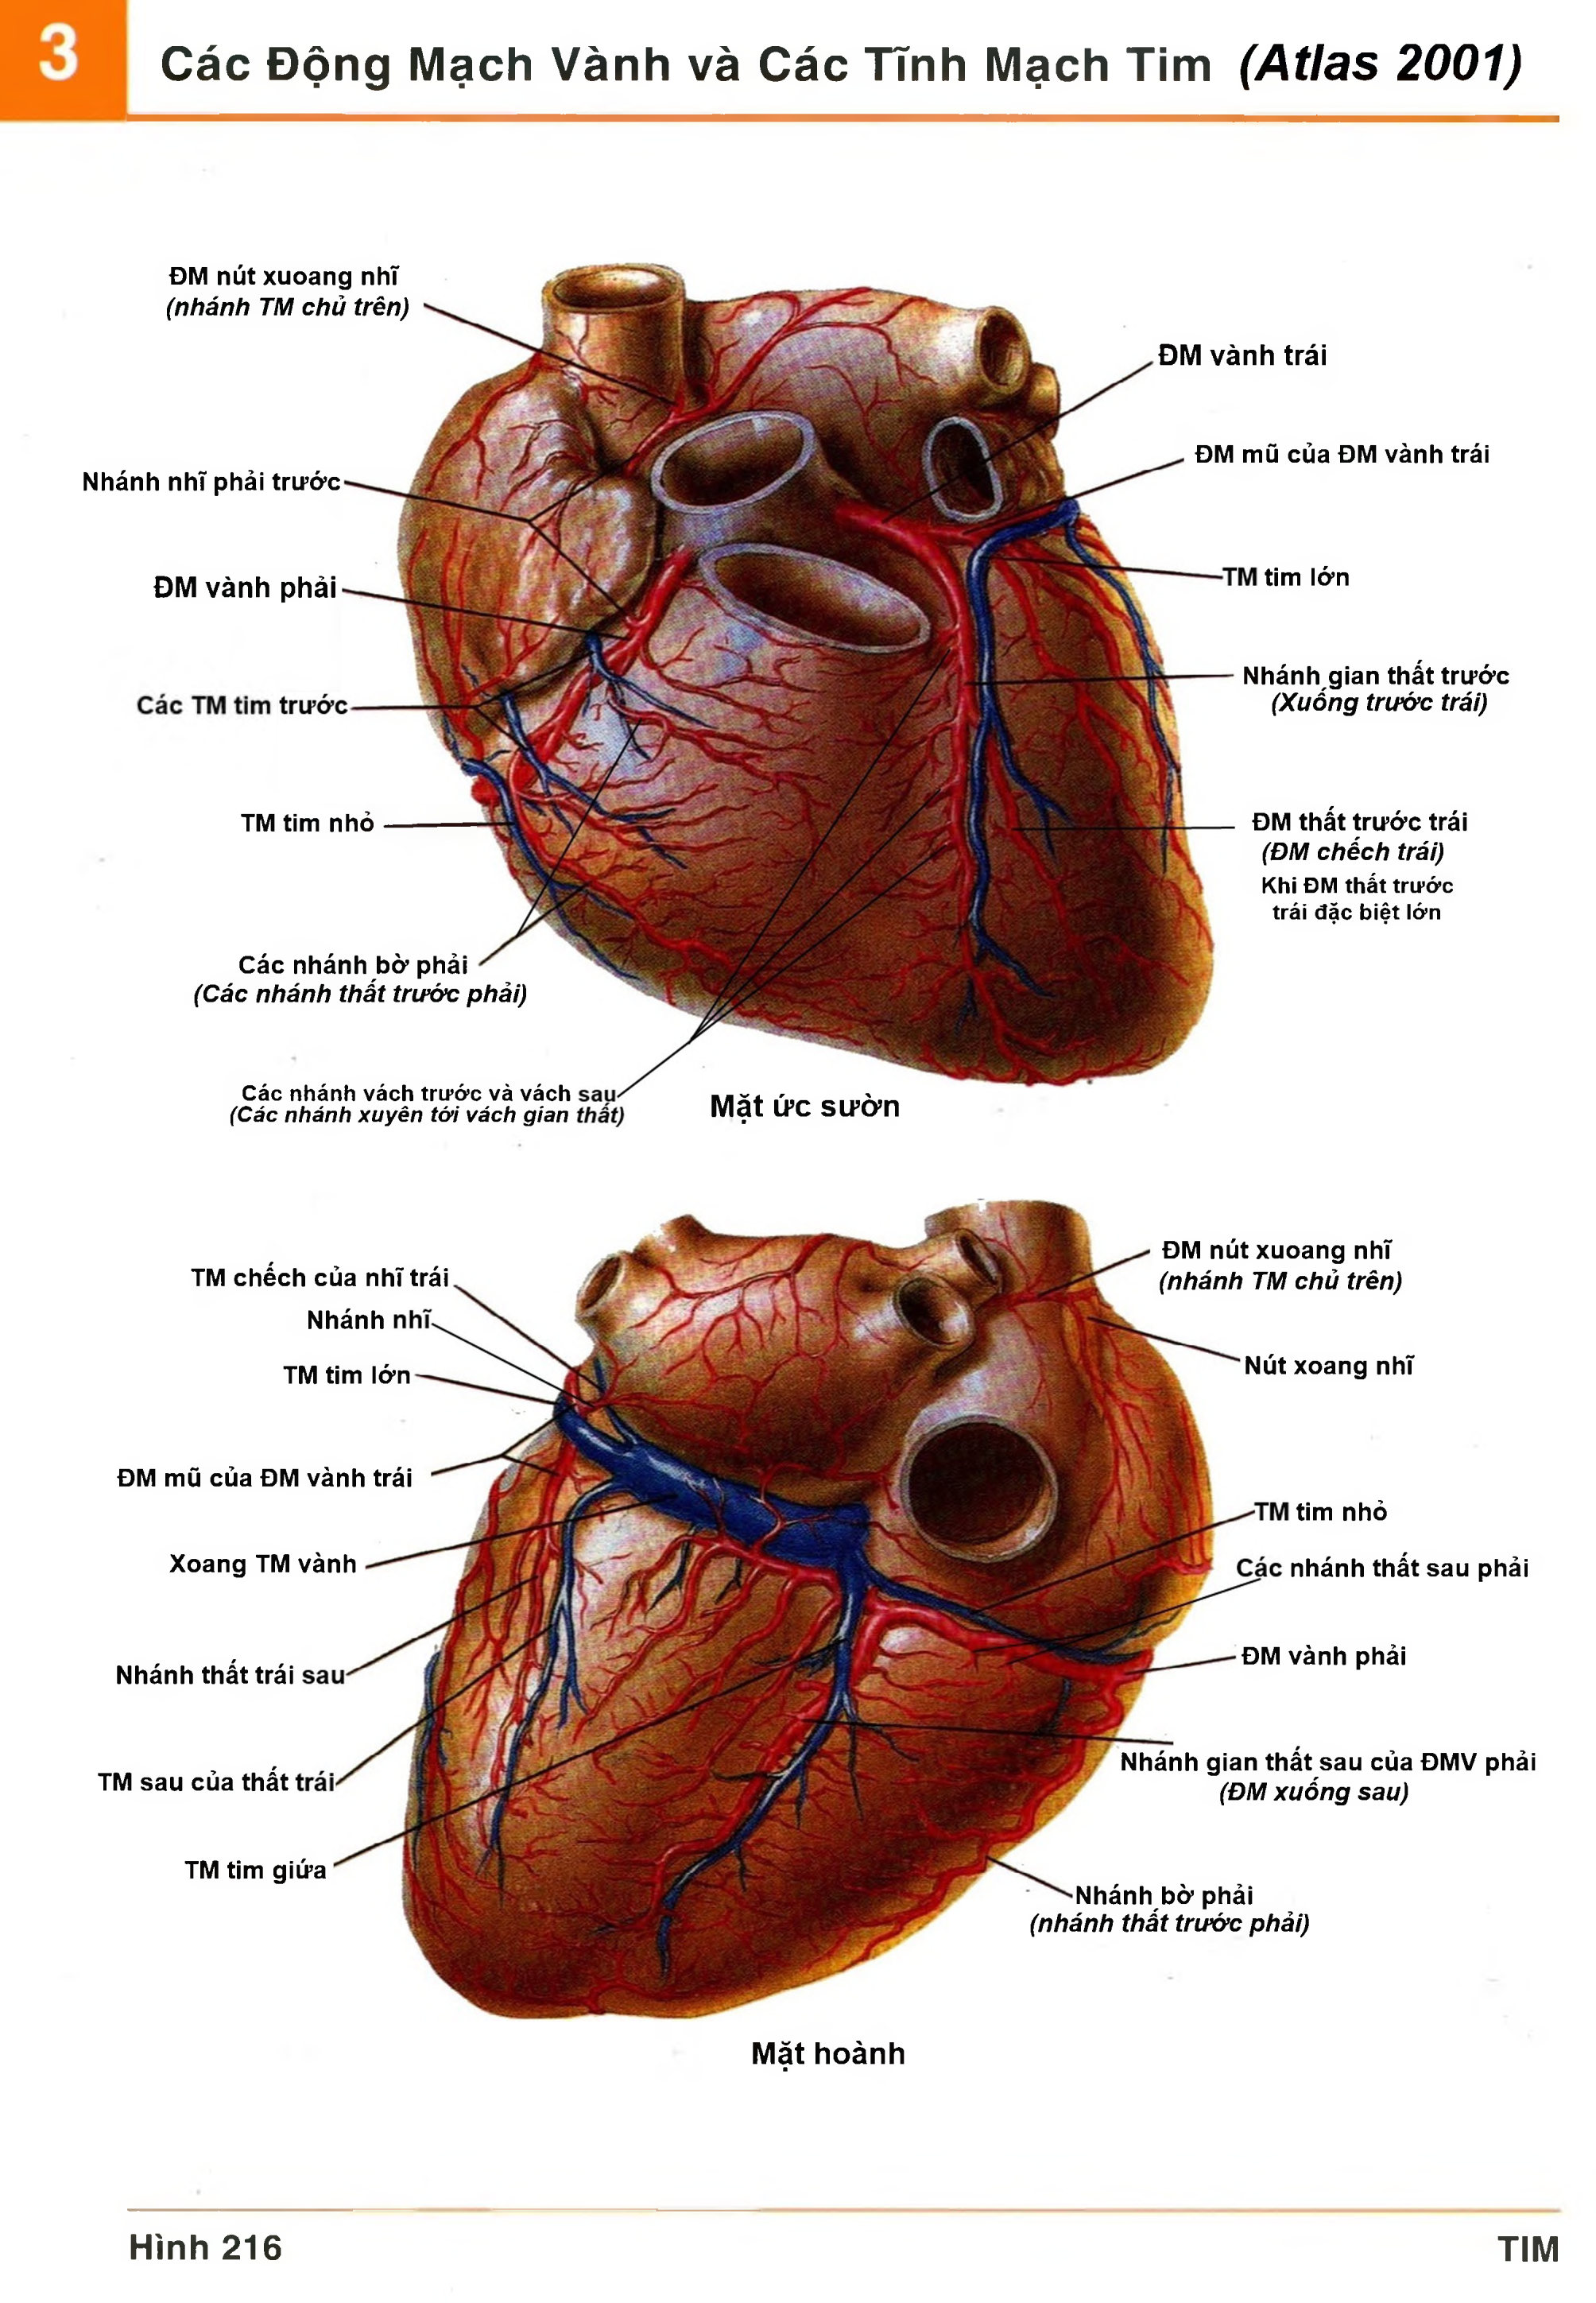 3
Các Động Mạch Vành và Các Tĩnh Mạch Tim (Atlas 2001)
ĐM nút xuoang nhĩ
(nhánh TM chủ trên)
Nhánh nhĩ phải trước
ĐM vành phải
Các TM tim trước
TM tim nhỏ
Các nhánh bờ phải
(Các nhánh thất trước phải)
Các nhánh vách trước và vách sau
(Các nhánh xuyên tới vách gian thất)
ĐM vành trái
ĐM mũ của ĐM vành trái
TM tim lớn
Nhánh gian thất trước
(Xuống trước trái)
ĐM thất trước trái
(ĐM chếch trái)
Khi ĐM thất trước
trái đặc biệt lớn
Mặt ức sườn
TM chếch của nhĩ trái
Nhánh nhĩ
TM tim lớn
ĐM mũ của ĐM vành trái
Xoang TM vành
Nhánh thất trái sau
TM sau của thất trái
TM tim giứa
ĐM nút xuoang nhĩ
(nhánh TM chủ trên)
Nút xoang nhĩ
TM tim nhỏ
Các nhánh thất sau phải
ĐM vành phải
Nhánh gian thất sau của ĐMV phải
(ĐM xuống sau)
Nhánh bờ phải
(nhánh thất trước phải)
Mặt hoành
Hình 216
TIM